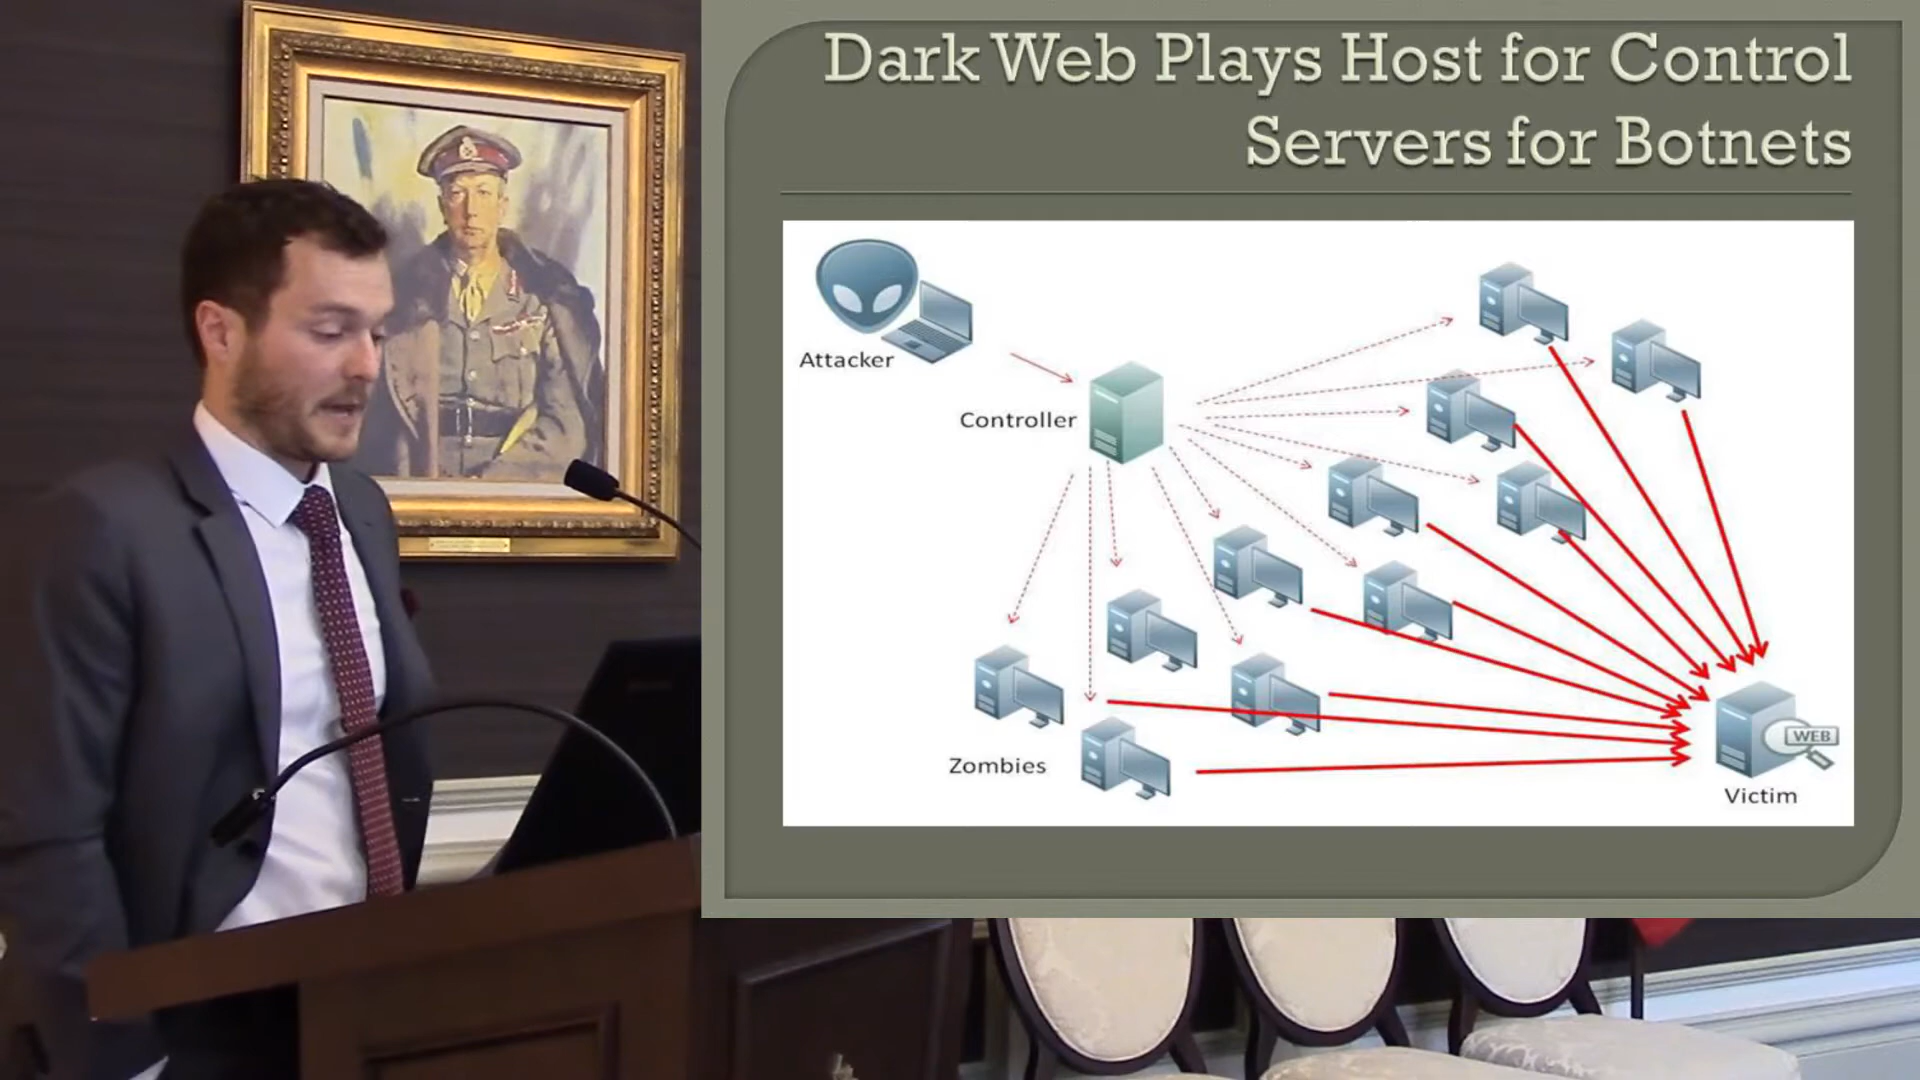 Dark Web Plays Host for Control
Servers for Botnets
Attacker
Controller
Zombies
WEB
Victim